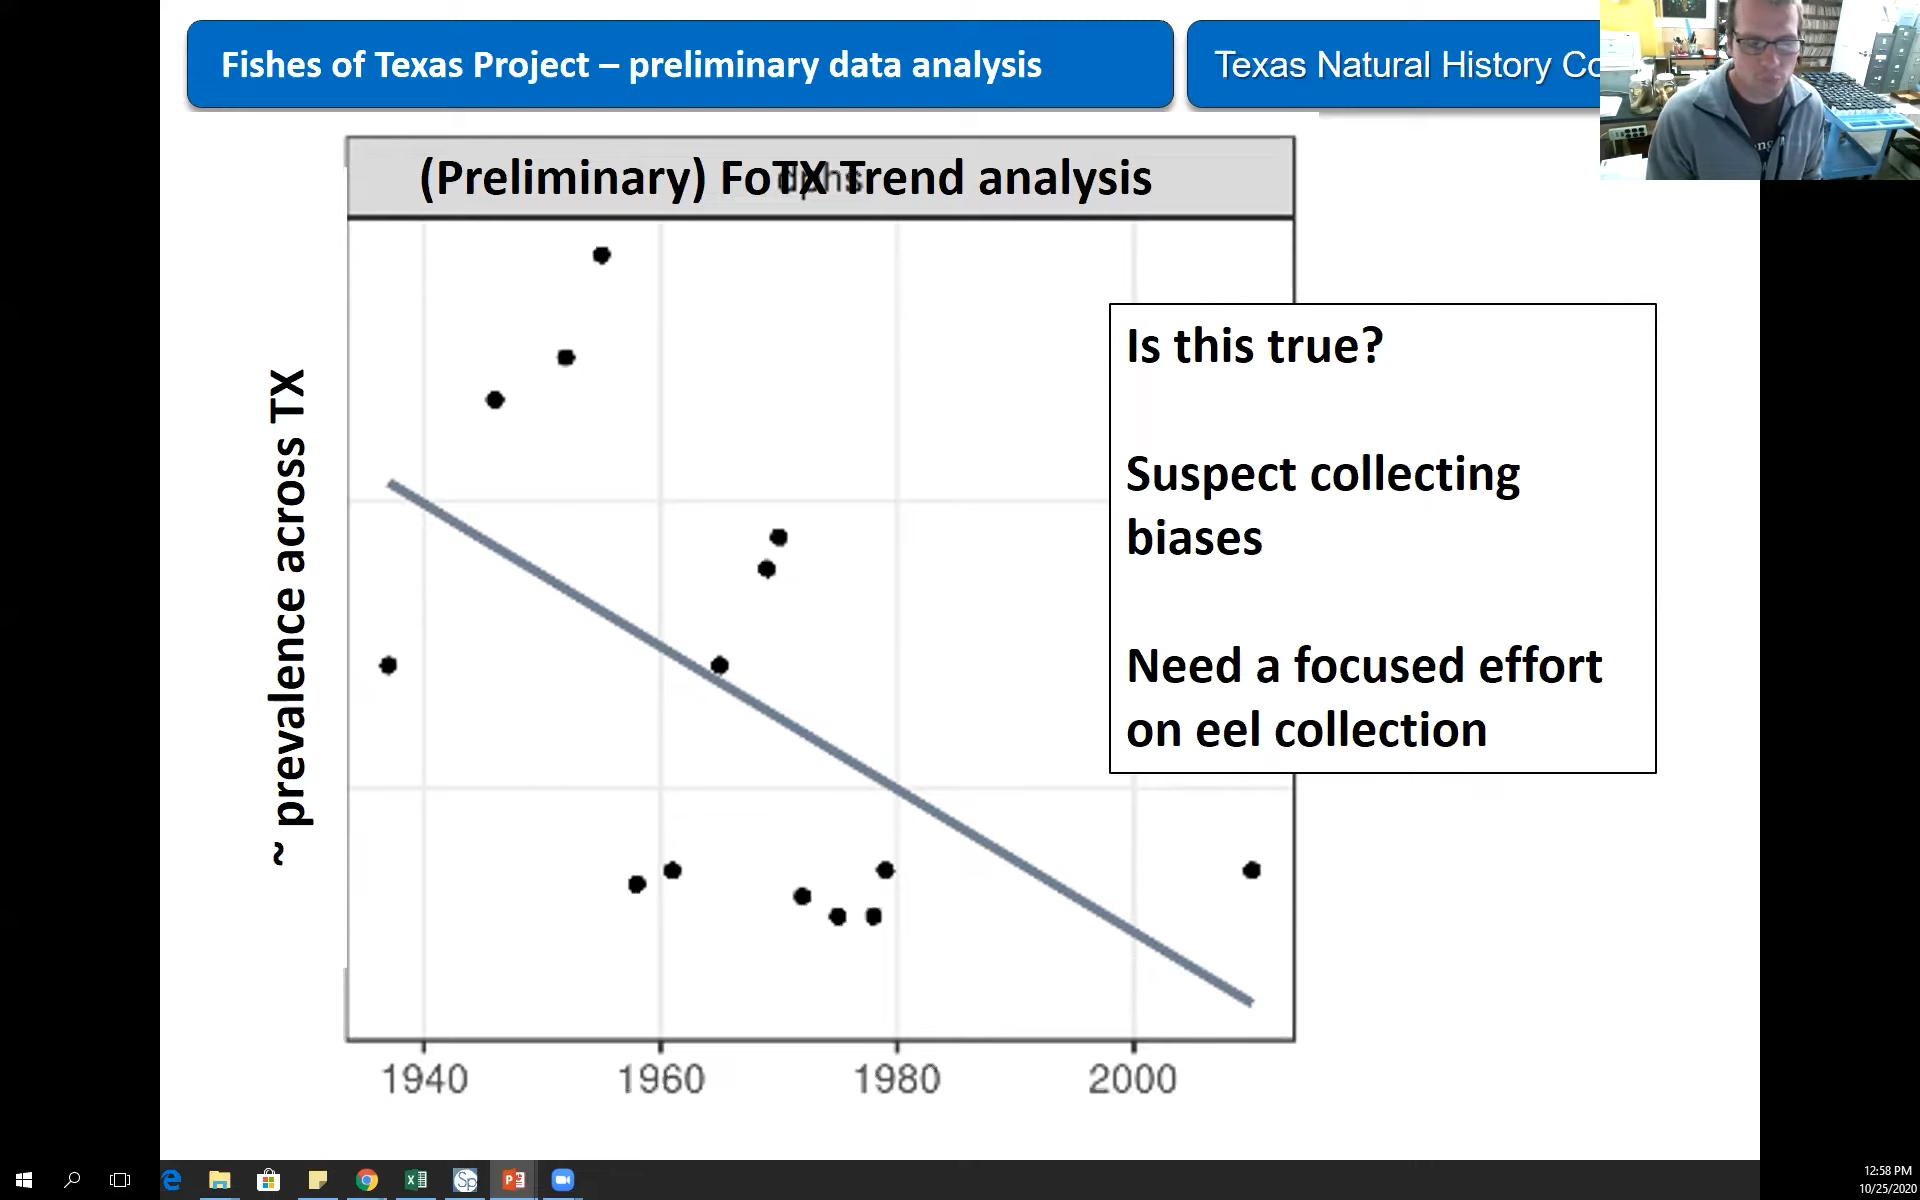 Fishes of Texas Project – preliminary data analysis
Texas Natural History
(Preliminary) FoTX Trend analysis
~ prevalence across TX
Is this true?
Suspect collecting
biases
Need a focused effort
on eel collection
1940
1960
1980
2000
12:58 PM
10/25/2020